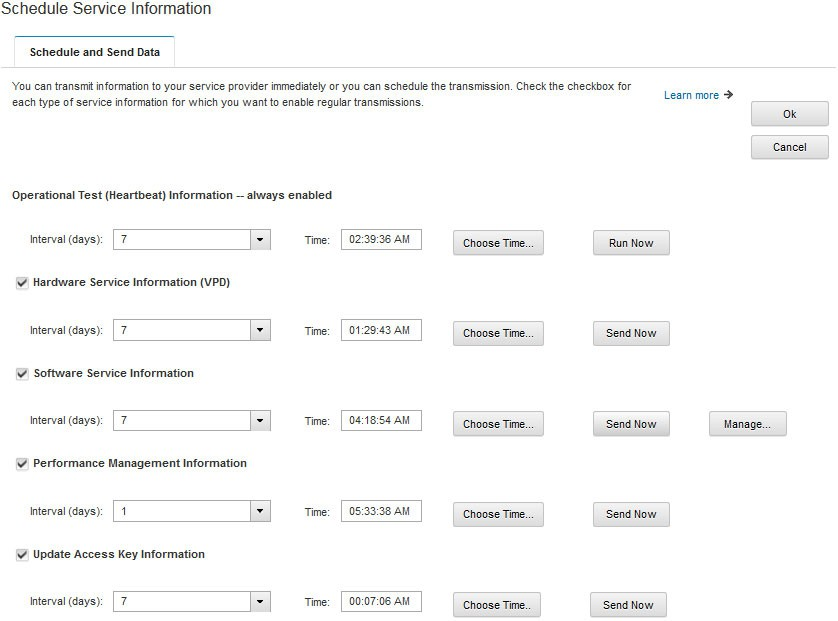 Schedule Service Information
Schedule and Send Data
You can transmit information to your service provider immediately or you can schedule the transmission. Check the checkbox for
each type of service information for which you want to enable regular transmissions.
Learn more →
Ok
Cancel
Operational Test (Heartbeat) Information -- always enabled
Interval (days): 7 Time: 02:39:36 AM Choose Time... Run Now
Hardware Service Information (VPD)
Interval (days): 7 Time: 01:29:43 AM Choose Time... Send Now
Software Service Information
Interval (days): 7 Time: 04:18:54 AM Choose Time... Send Now Manage...
Performance Management Information
Interval (days): 1 Time: 05:33:38 AM Choose Time... Send Now
Update Access Key Information
Interval (days): 7 Time: 00:07:06 AM Choose Time.. Send Now